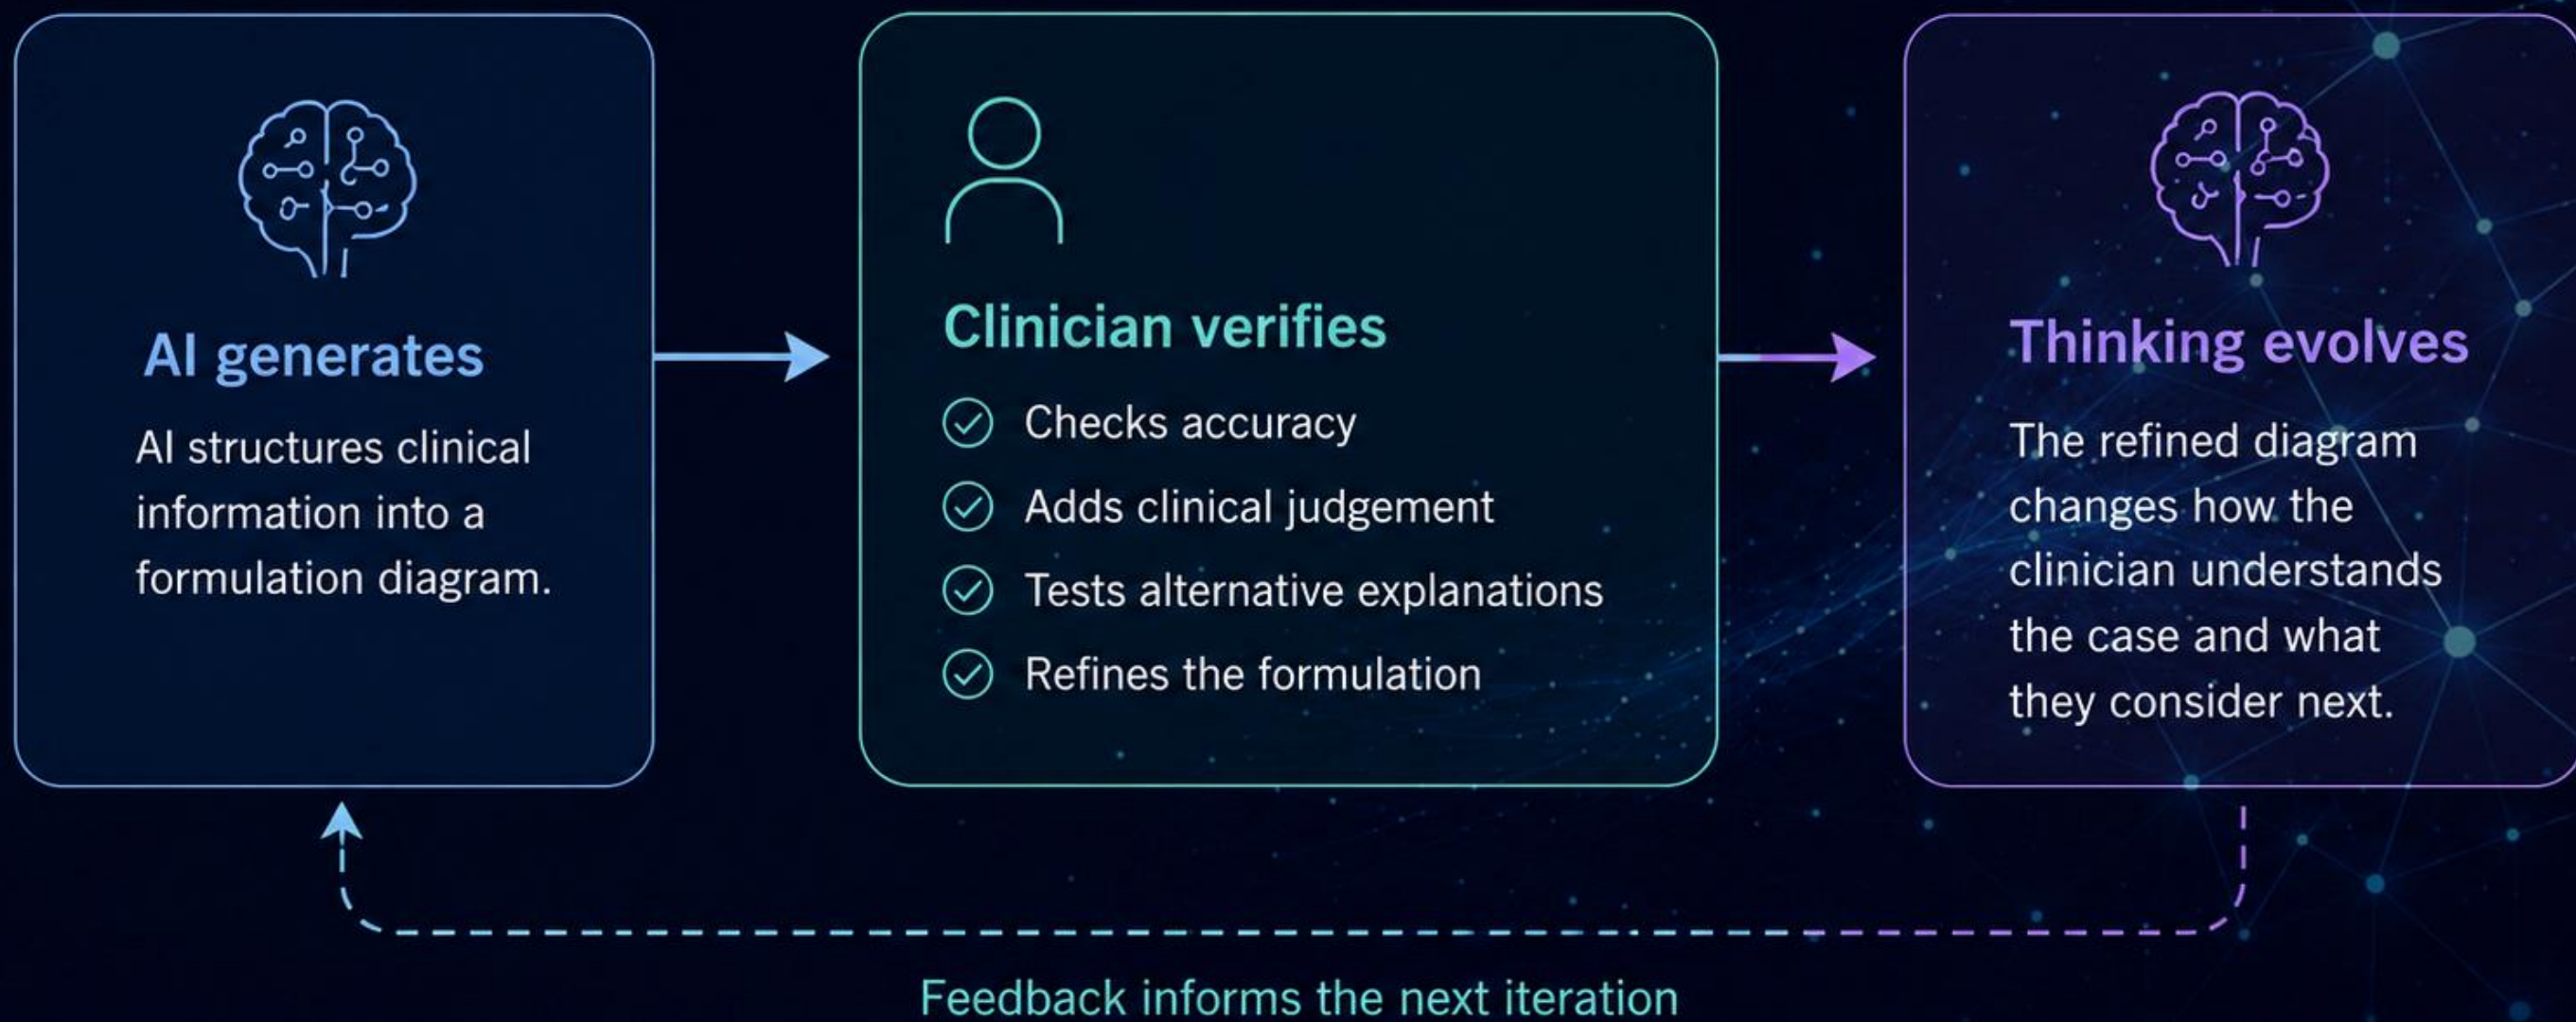 AI generates
AI structures clinical
information into a
formulation diagram.
Clinician verifies
Checks accuracy
Adds clinical judgement
Tests alternative explanations
Refines the formulation
Thinking evolves
The refined diagram
changes how the
clinician understands
the case and what
they consider next.
Feedback informs the next iteration